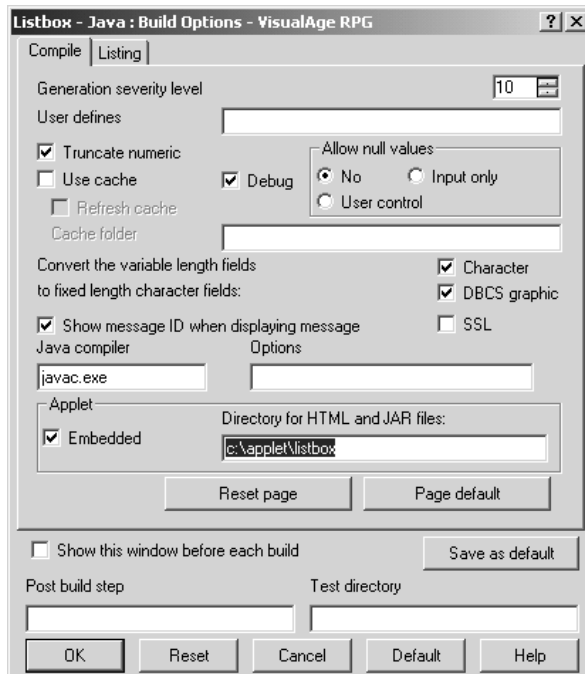 Listbox - Java : Build Options - VisualAge RPG
Compile Listing
Generation severity level 10
User defines
Truncate numeric
Allow null values
Use cache Debug No Input only
Refresh cache User control
Cache folder
Convert the variable length fields Character
to fixed length character fields: DBCS graphic
Show message ID when displaying message SSL
Java compiler Options
javac.exe
Applet
Directory for HTML and JAR files:
Embedded
c:\applet\listbox
Reset page Page default
Show this window before each build Save as default
Post build step Test directory
OK Reset Cancel Default Help